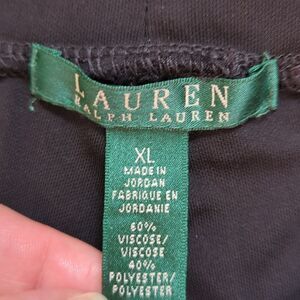 LAUREN
RALPH LAUREN
XL
MADE IN
JORDAN
FABRIQUE EN
JORDANIE
60%
VISCOSE/
VISCOSE
40%
POLYESTER/
POLYESTER